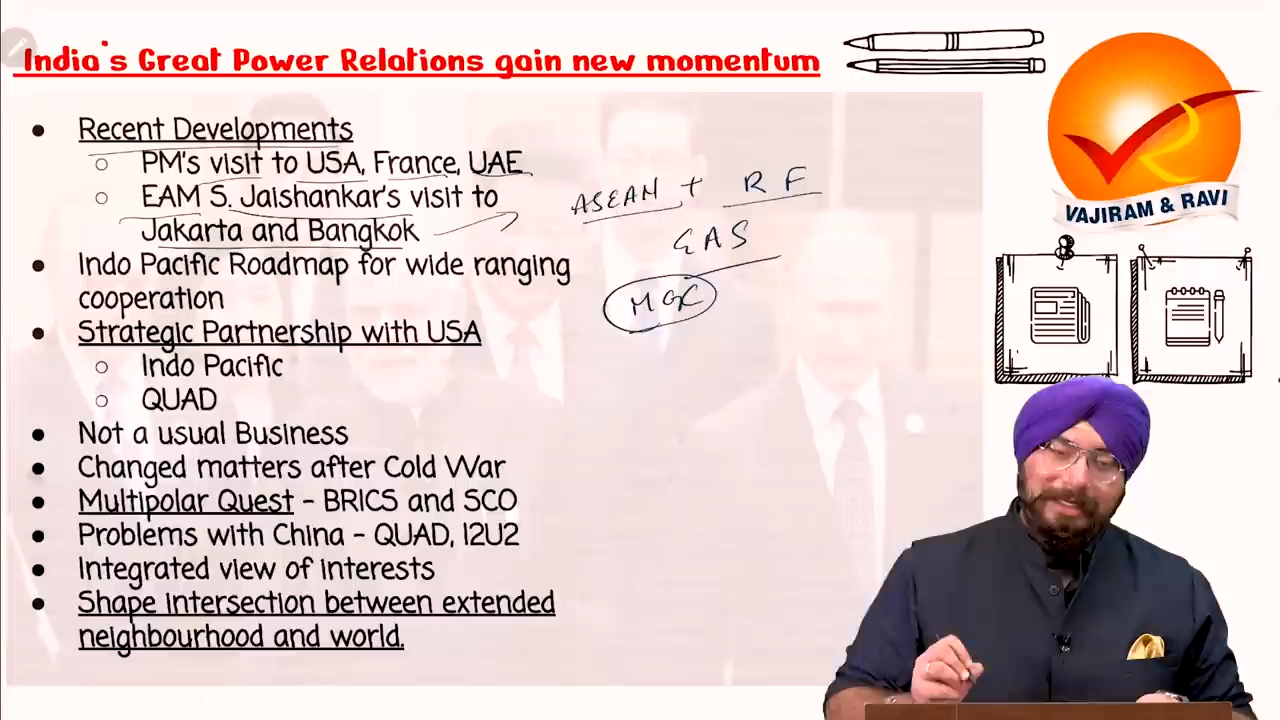 India's Great Power Relations gain new momentum
Recent Developments
PM's visit to USA, France, UAE
EAM S. Jaishankar's visit to
Jakarta and Bangkok
ASEAN + RF
EAS
MGC
Indo Pacific Roadmap for wide ranging
cooperation
Strategic Partnership with USA
Indo Pacific
QUAD
Not a usual Business
Changed matters after Cold War
Multipolar Quest - BRICS and SCO
Problems with China - QUAD, I2U2
Integrated view of interests
Shape intersection between extended
neighbourhood and world.
VAJIRAM & RAVI